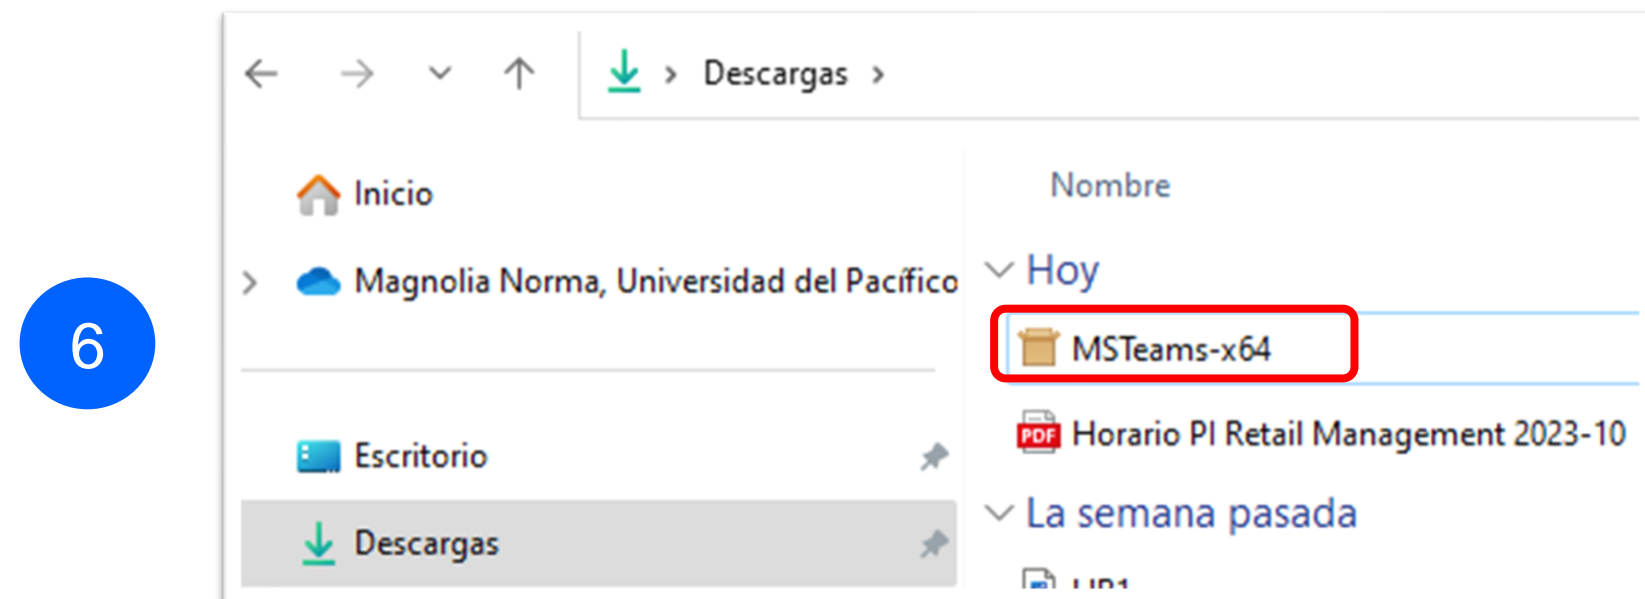 Descargas
Inicio
Magnolia Norma, Universidad del Pacífico
6
Escritorio
Descargas
Nombre
Hoy
MSTeams-x64
PDF Horario PI Retail Management 2023-10
La semana pasada